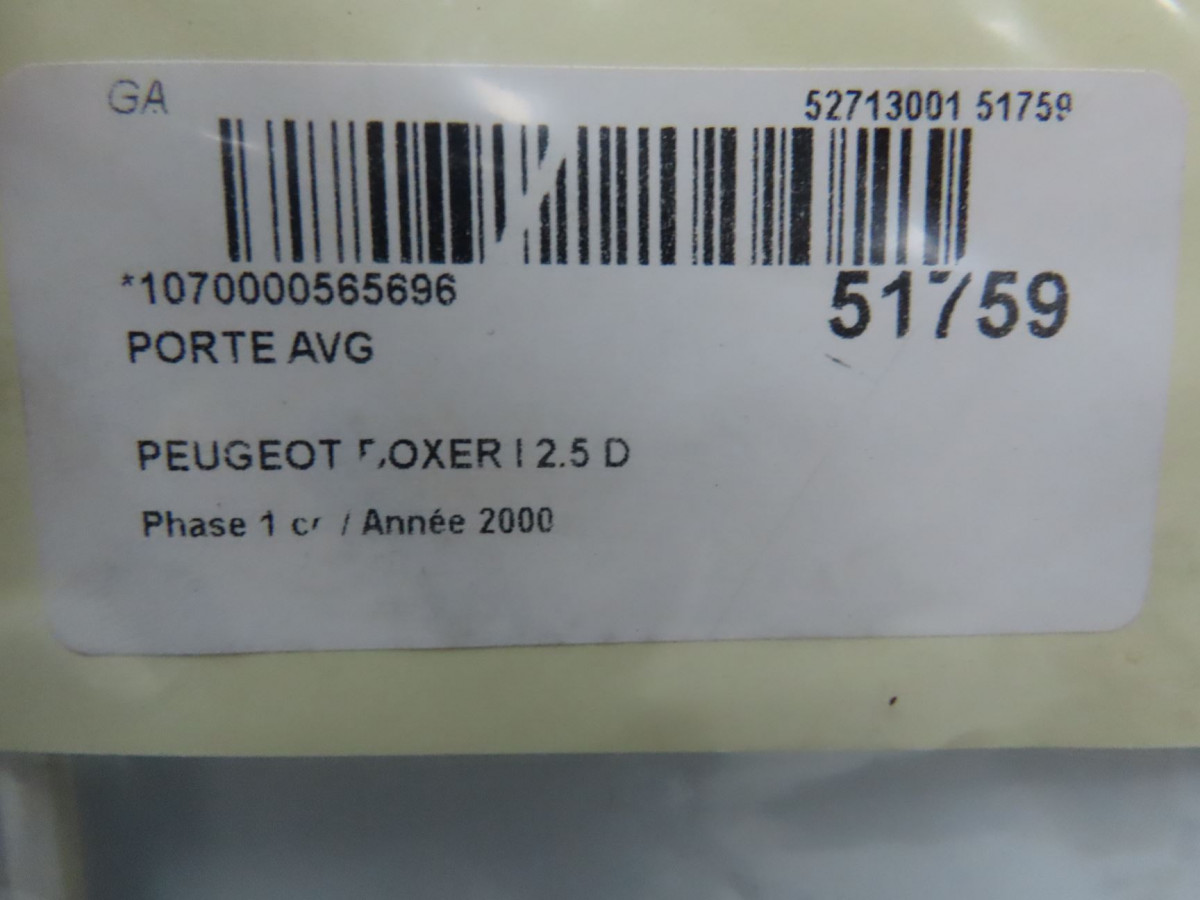 GA
52713001 51759
*1070000565696
51759
PORTE AVG
PEUGEOT BOXER I 2.5 D
Phase 1 / Année 2000